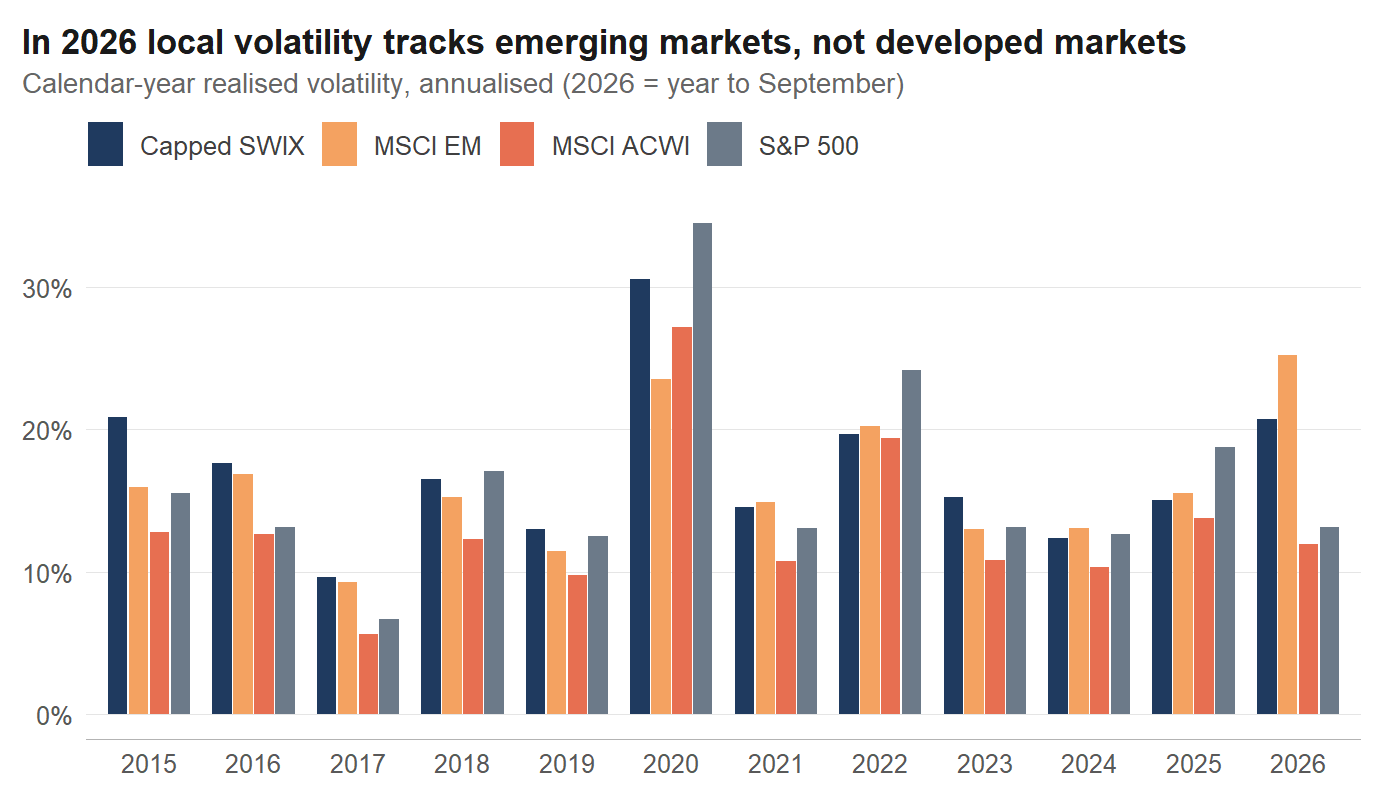 In 2026 local volatility tracks emerging markets, not developed markets
Calendar-year realised volatility, annualised (2026 = year to September)
Capped SWIX MSCI EM MSCI ACWI S&P 500
30%
20%
10%
0%
2015 2016 2017 2018 2019 2020 2021 2022 2023 2024 2025 2026